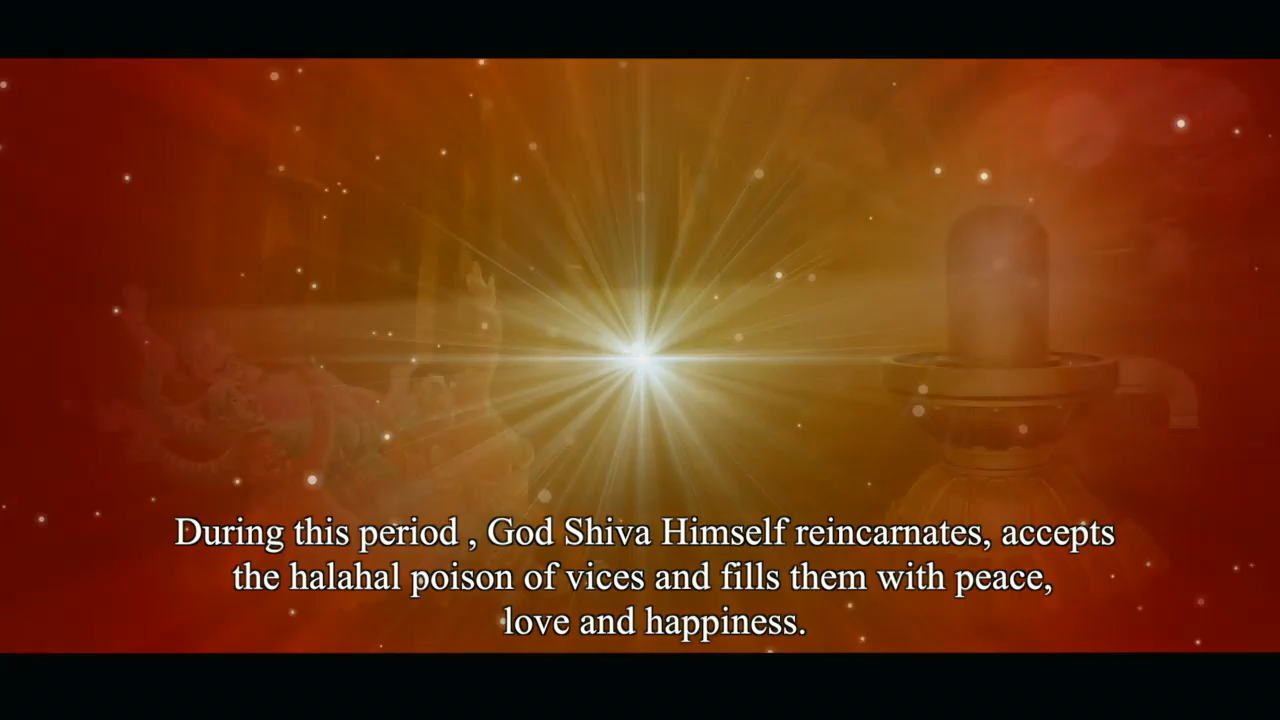 During this period , God Shiva Himself reincarnates, accepts
the halahal poison of vices and fills them with peace,
love and happiness.